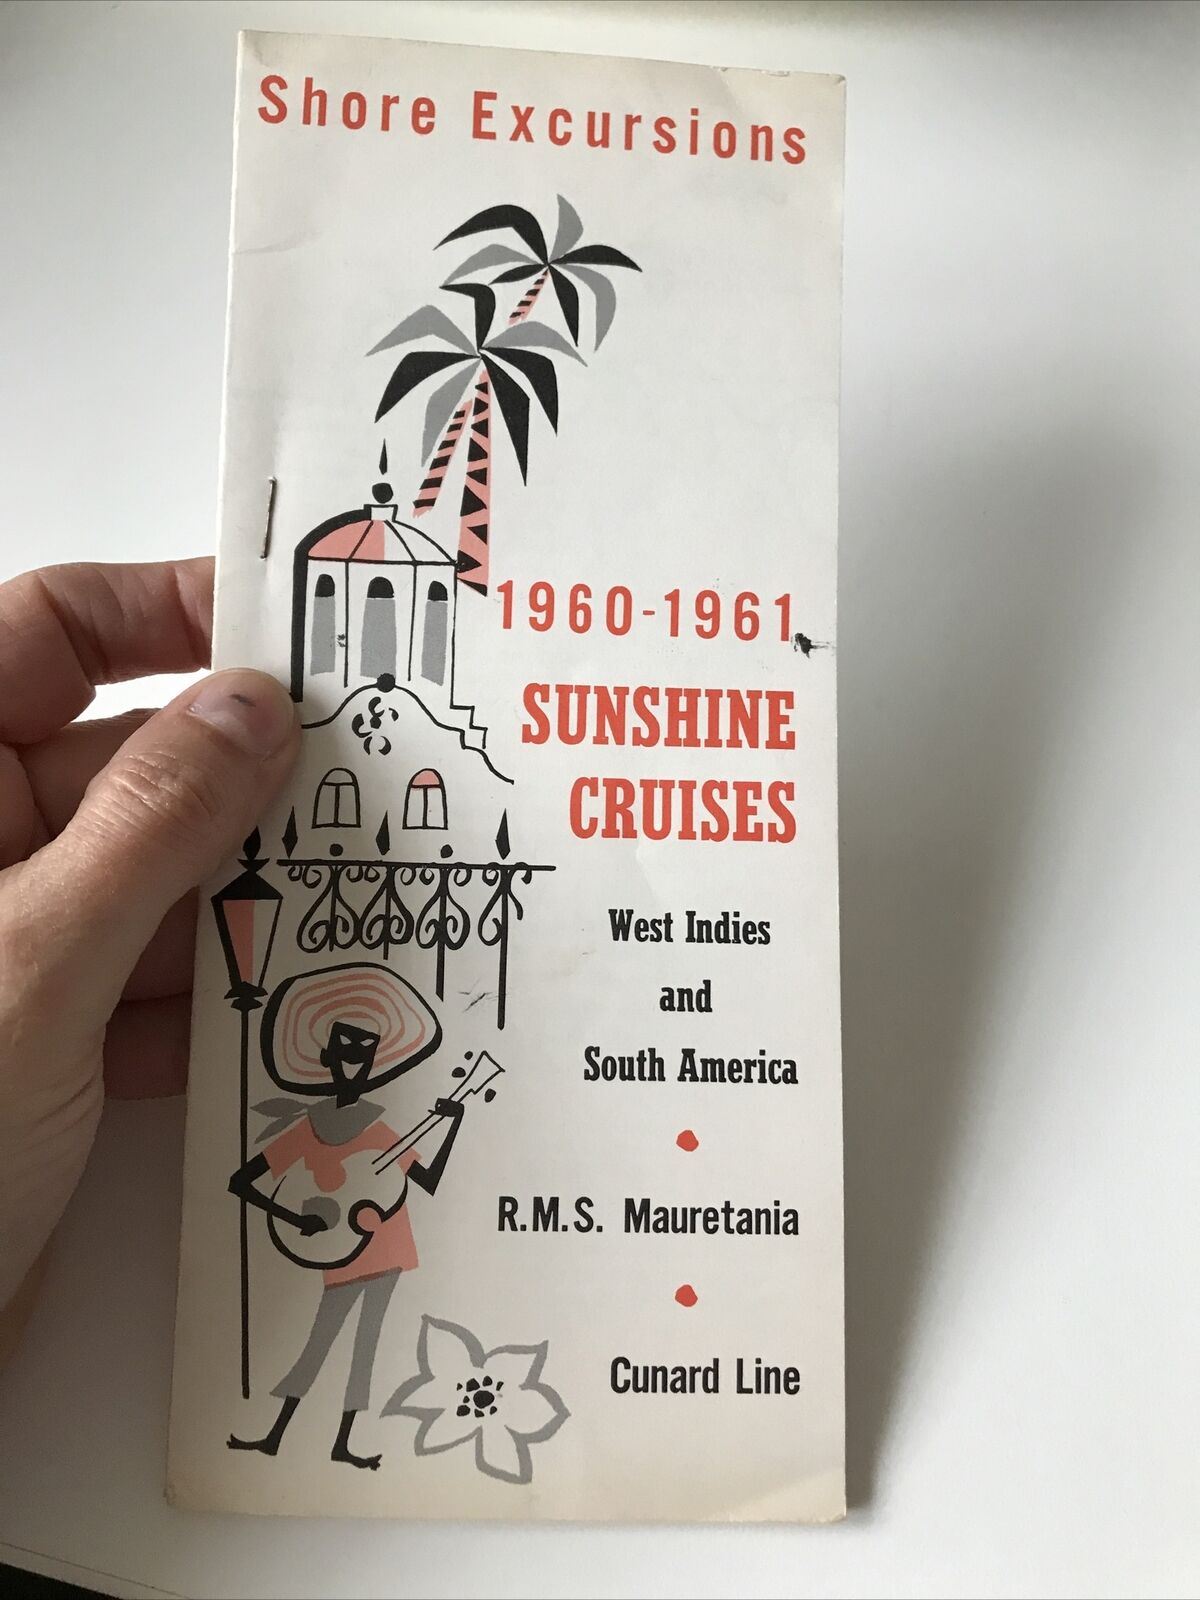 Shore Excursions
1960-1961
SUNSHINE
CRUISES
West Indies
and
South America
R.M.S. Mauretania
Cunard Line